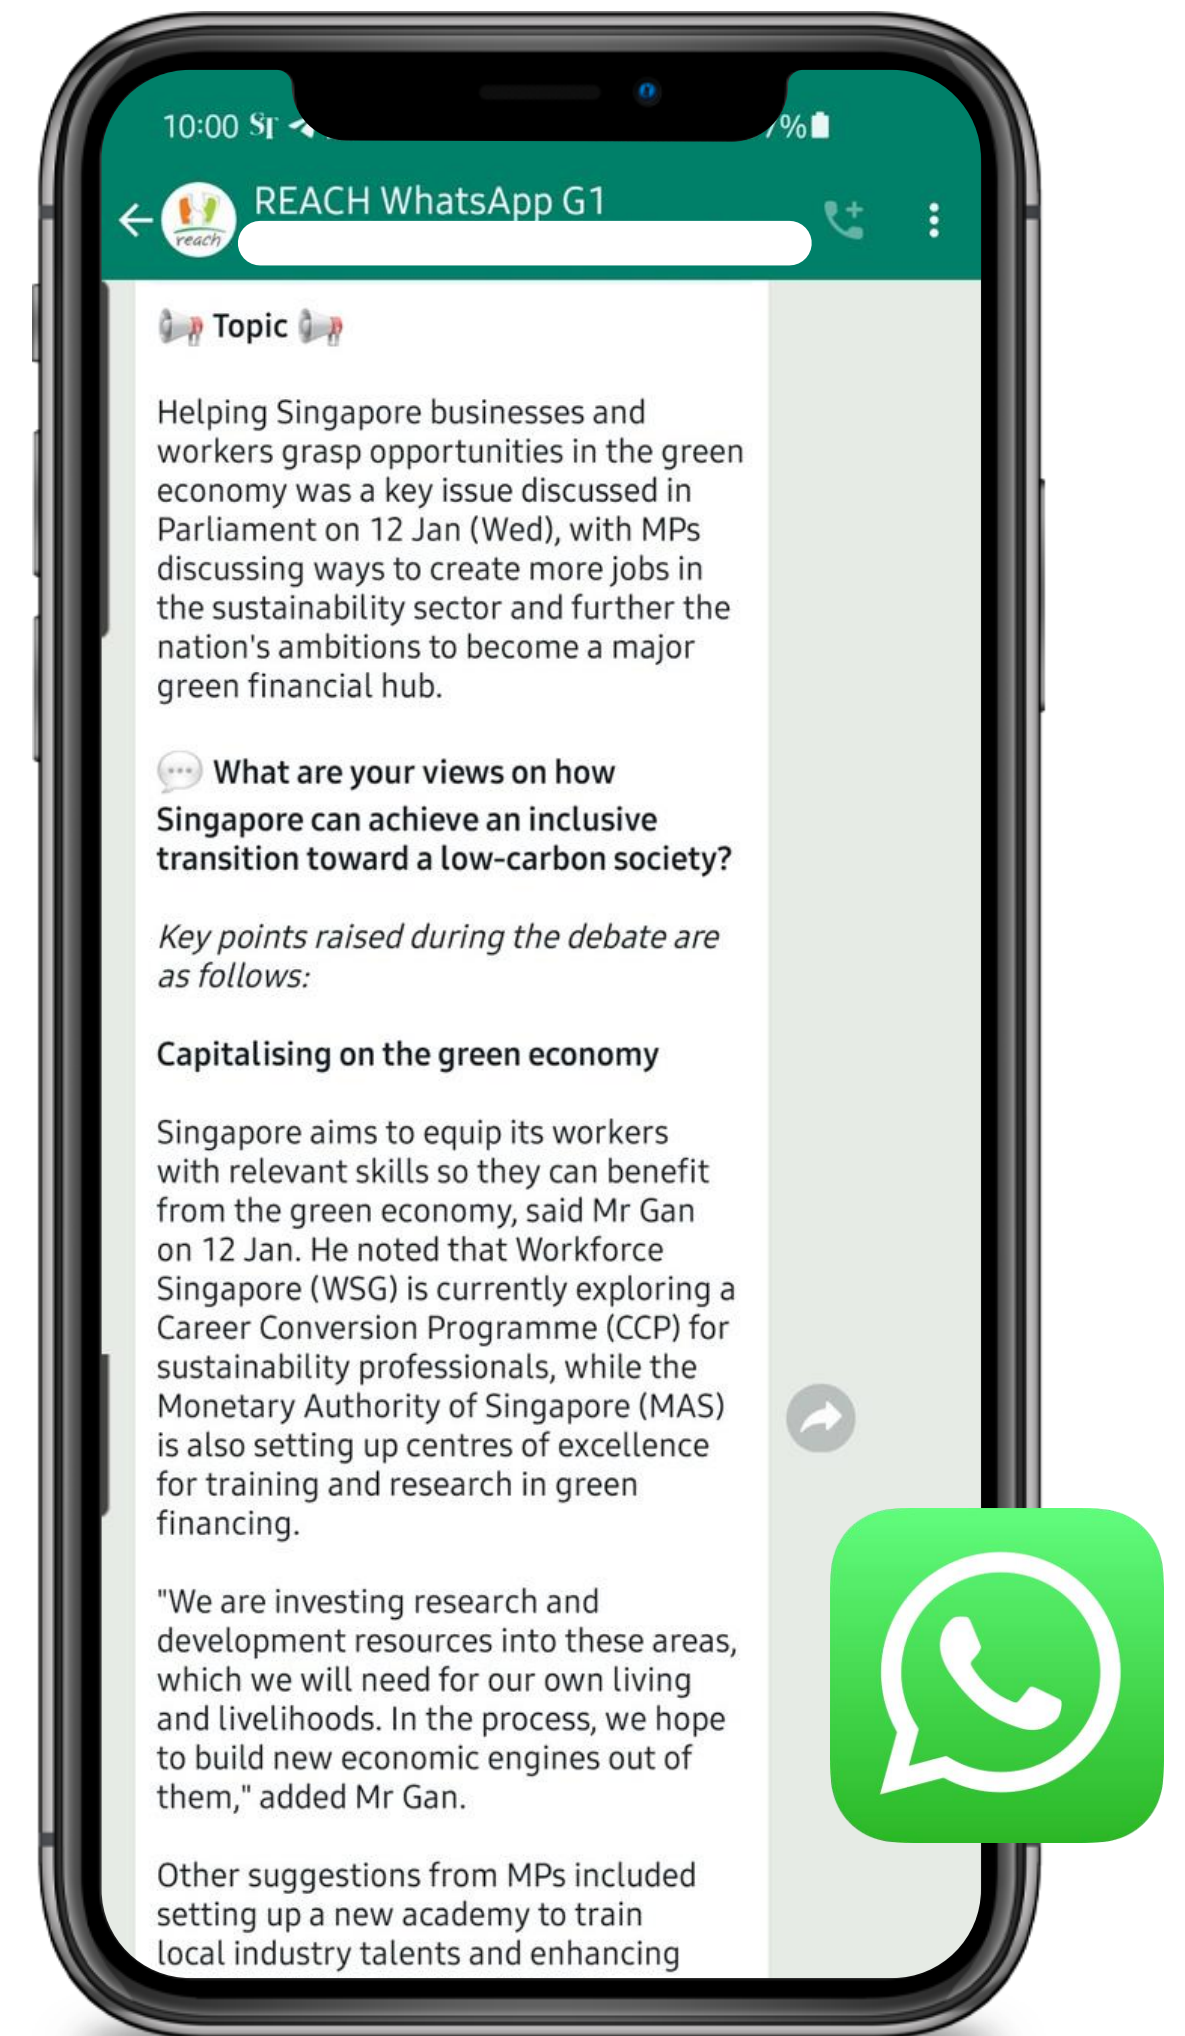 10:00 ST
7%
REACH WhatsApp G1
reach
Topic
Helping Singapore businesses and
workers grasp opportunities in the green
economy was a key issue discussed in
Parliament on 12 Jan (Wed), with MPs
discussing ways to create more jobs in
the sustainability sector and further the
nation's ambitions to become a major
green financial hub.
What are your views on how
Singapore can achieve an inclusive
transition toward a low-carbon society?
Key points raised during the debate are
as follows:
Capitalising on the green economy
Singapore aims to equip its workers
with relevant skills so they can benefit
from the green economy, said Mr Gan
on 12 Jan. He noted that Workforce
Singapore (WSG) is currently exploring a
Career Conversion Programme (CCP) for
sustainability professionals, while the
Monetary Authority of Singapore (MAS)
is also setting up centres of excellence
for training and research in green
financing.
"We are investing research and
development resources into these areas,
which we will need for our own living
and livelihoods. In the process, we hope
to build new economic engines out of
them," added Mr Gan.
Other suggestions from MPs included
setting up a new academy to train
local industry talents and enhancing